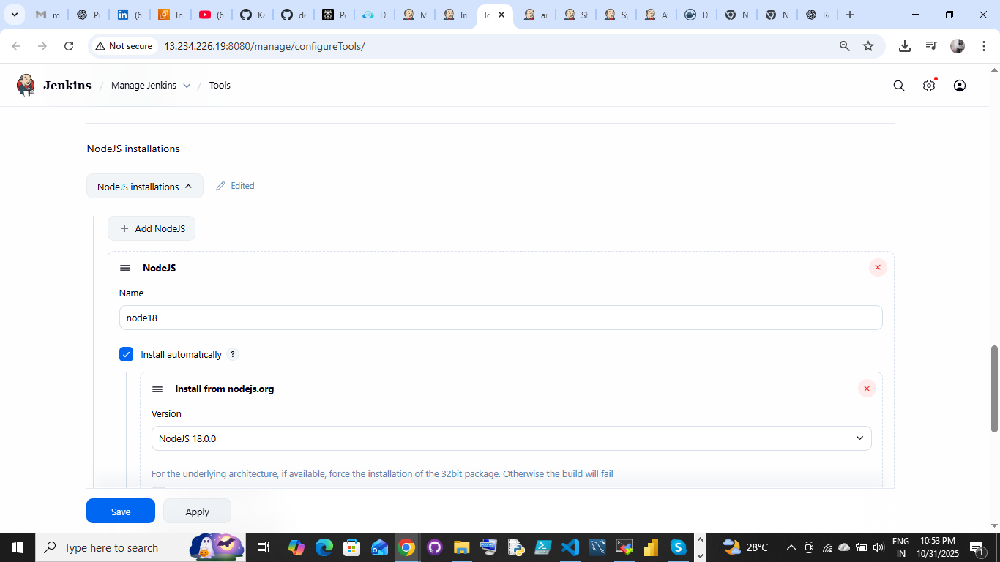 m
Pi
(6
In
(6
Ka
de
Pe
D
M
In
To
ar
St
Sy
A
D
N
N
Re
Not secure
13.234.226.19:8080/manage/configureTools/
Jenkins / Manage Jenkins / Tools
NodeJS installations
NodeJS installations
Edited
+ Add NodeJS
NodeJS
Name
node18
Install automatically ?
Install from nodejs.org
Version
NodeJS 18.0.0
For the underlying architecture, if available, force the installation of the 32bit package. Otherwise the build will fail
Save
Apply
Type here to search
28°C
ENG
IN
10:53 PM
10/31/2025
1